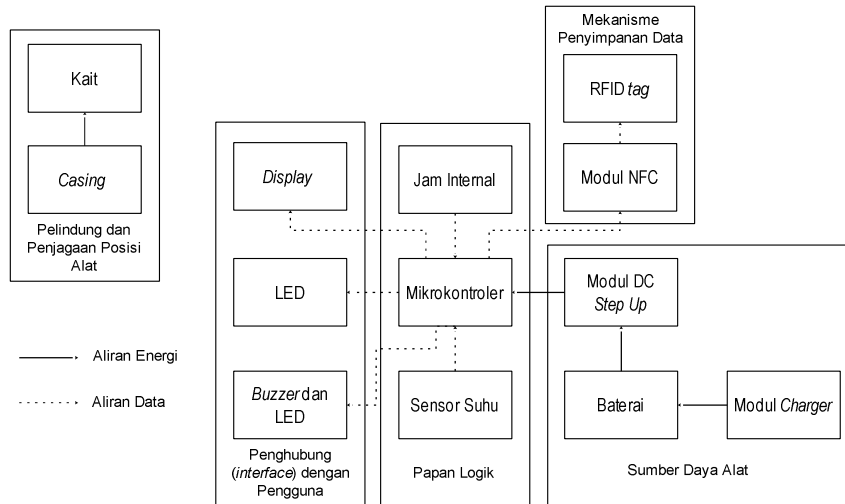 Mekanisme
Penyimpanan Data
RFID tag
Modul NFC
Kait
Casing
Pelindung dan
Penjagaan Posisi
Alat
Display
LED
Buzzer dan
LED
Penghubung
(interface) dengan
Pengguna
Jam Internal
Mikrokontroler
Sensor Suhu
Papan Logik
Modul DC
Step Up
Baterai
Modul Charger
Sumber Daya Alat
Aliran Energi
Aliran Data